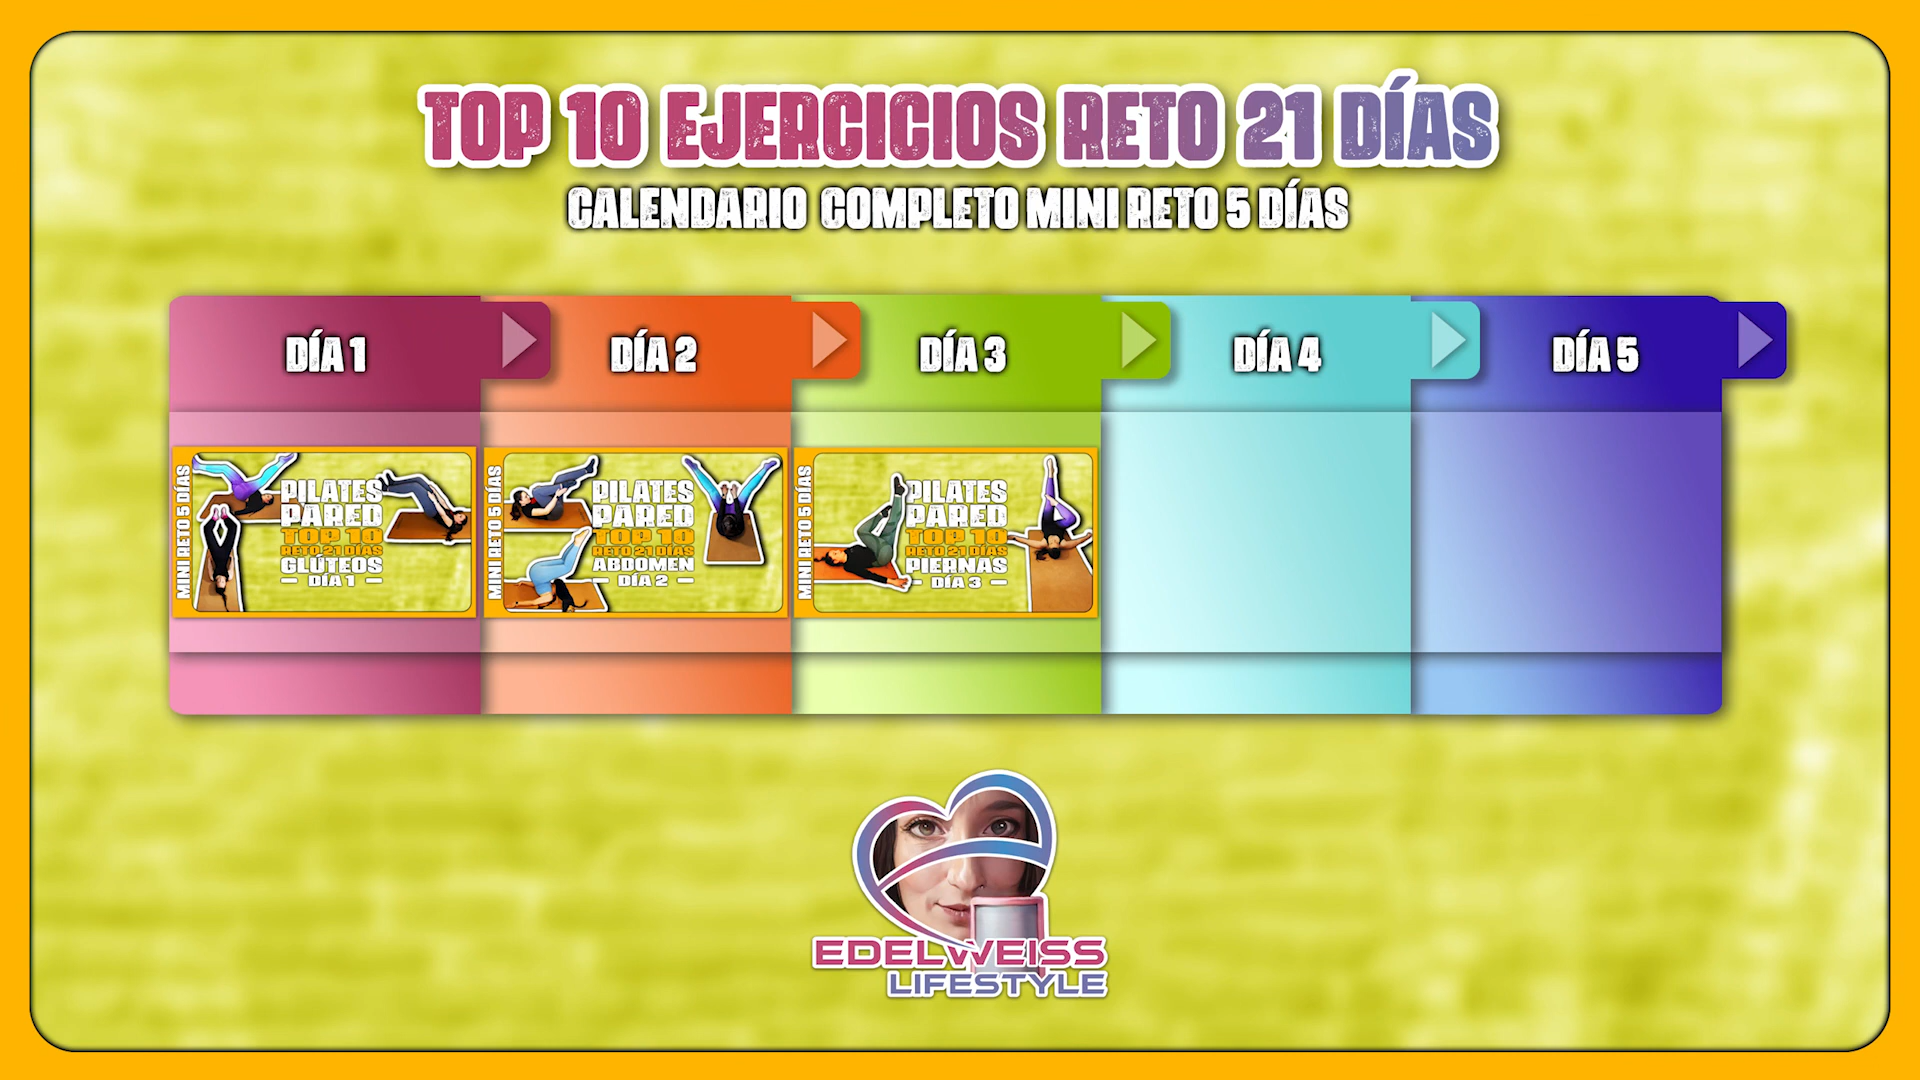 TOP 10 EJERCICIOS RETO 21 DÍAS
CALENDARIO COMPLETO MINI RETO 5 DÍAS
DÍA 1
DÍA 2
DÍA 3
DÍA 4
DÍA 5
MINI RETO 5 DÍAS
PILATES
PARED
TOP 10
RETO 21 DÍAS
GLÚTEOS
DÍA 1
MINI RETO 5 DÍAS
PILATES
PARED
TOP 10
RETO 21 DÍAS
ABDOMEN
DÍA 2
MINI RETO 5 DÍAS
PILATES
PARED
TOP 10
RETO 21 DÍAS
PIERNAS
DÍA 3
EDELWEISS
LIFESTYLE